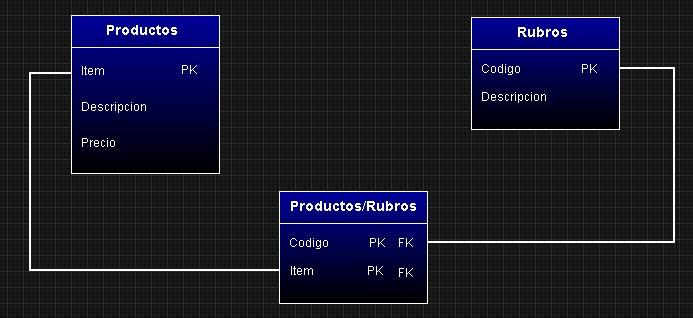 Productos
Item PK
Descripcion
Precio
Rubros
Codigo PK
Descripcion
Productos/Rubros
Codigo PK FK
Item PK FK